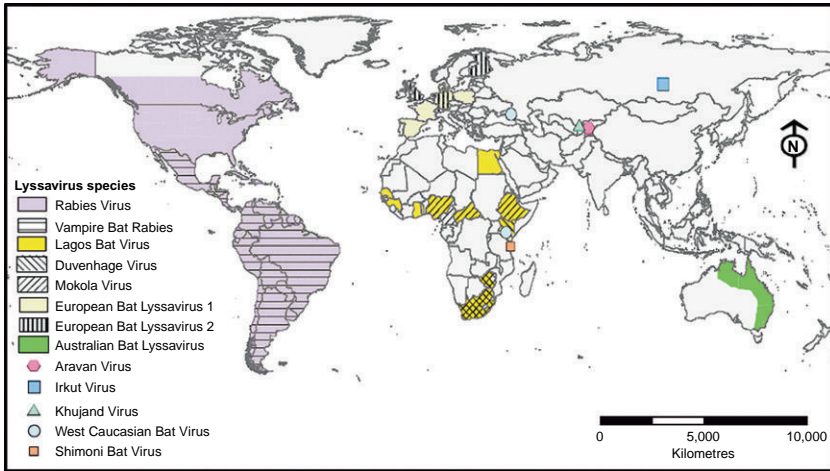 N
Lyssavirus species
Rabies Virus
Vampire Bat Rabies
Lagos Bat Virus
Duvenhage Virus
Mokola Virus
European Bat Lyssavirus 1
European Bat Lyssavirus 2
Australian Bat Lyssavirus
Aravan Virus
Irkut Virus
Khujand Virus
West Caucasian Bat Virus
Shimoni Bat Virus
0 5,000 10,000
Kilometres